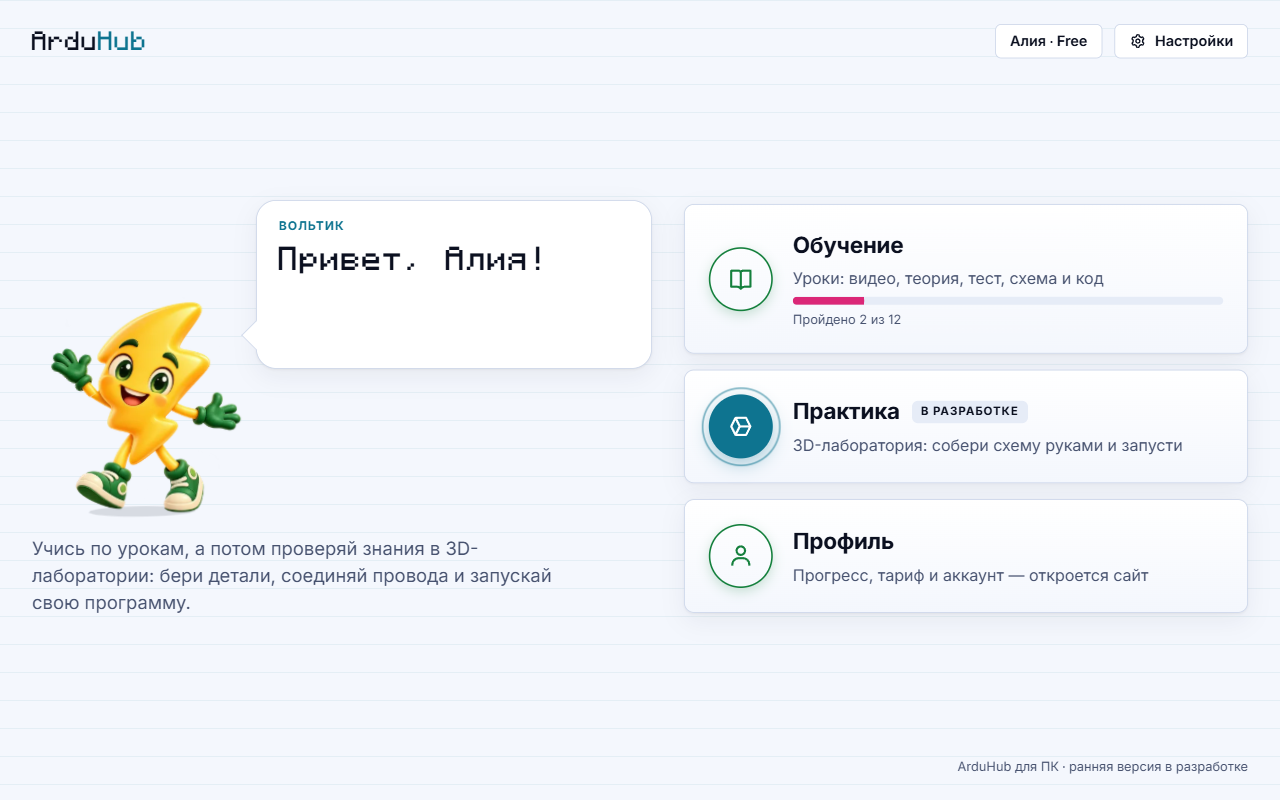 ArduHub
Алия · Free
Настройки
ВОЛЬТИК
Привет, Алия!
Учись по урокам, а потом проверяй знания в 3D-
лаборатории: бери детали, соединяй провода и запускай
свою программу.
Обучение
Уроки: видео, теория, тест, схема и код
Пройдено 2 из 12
Практика В РАЗРАБОТКЕ
3D-лаборатория: собери схему руками и запусти
Профиль
Прогресс, тариф и аккаунт — откроется сайт
ArduHub для ПК · ранняя версия в разработке